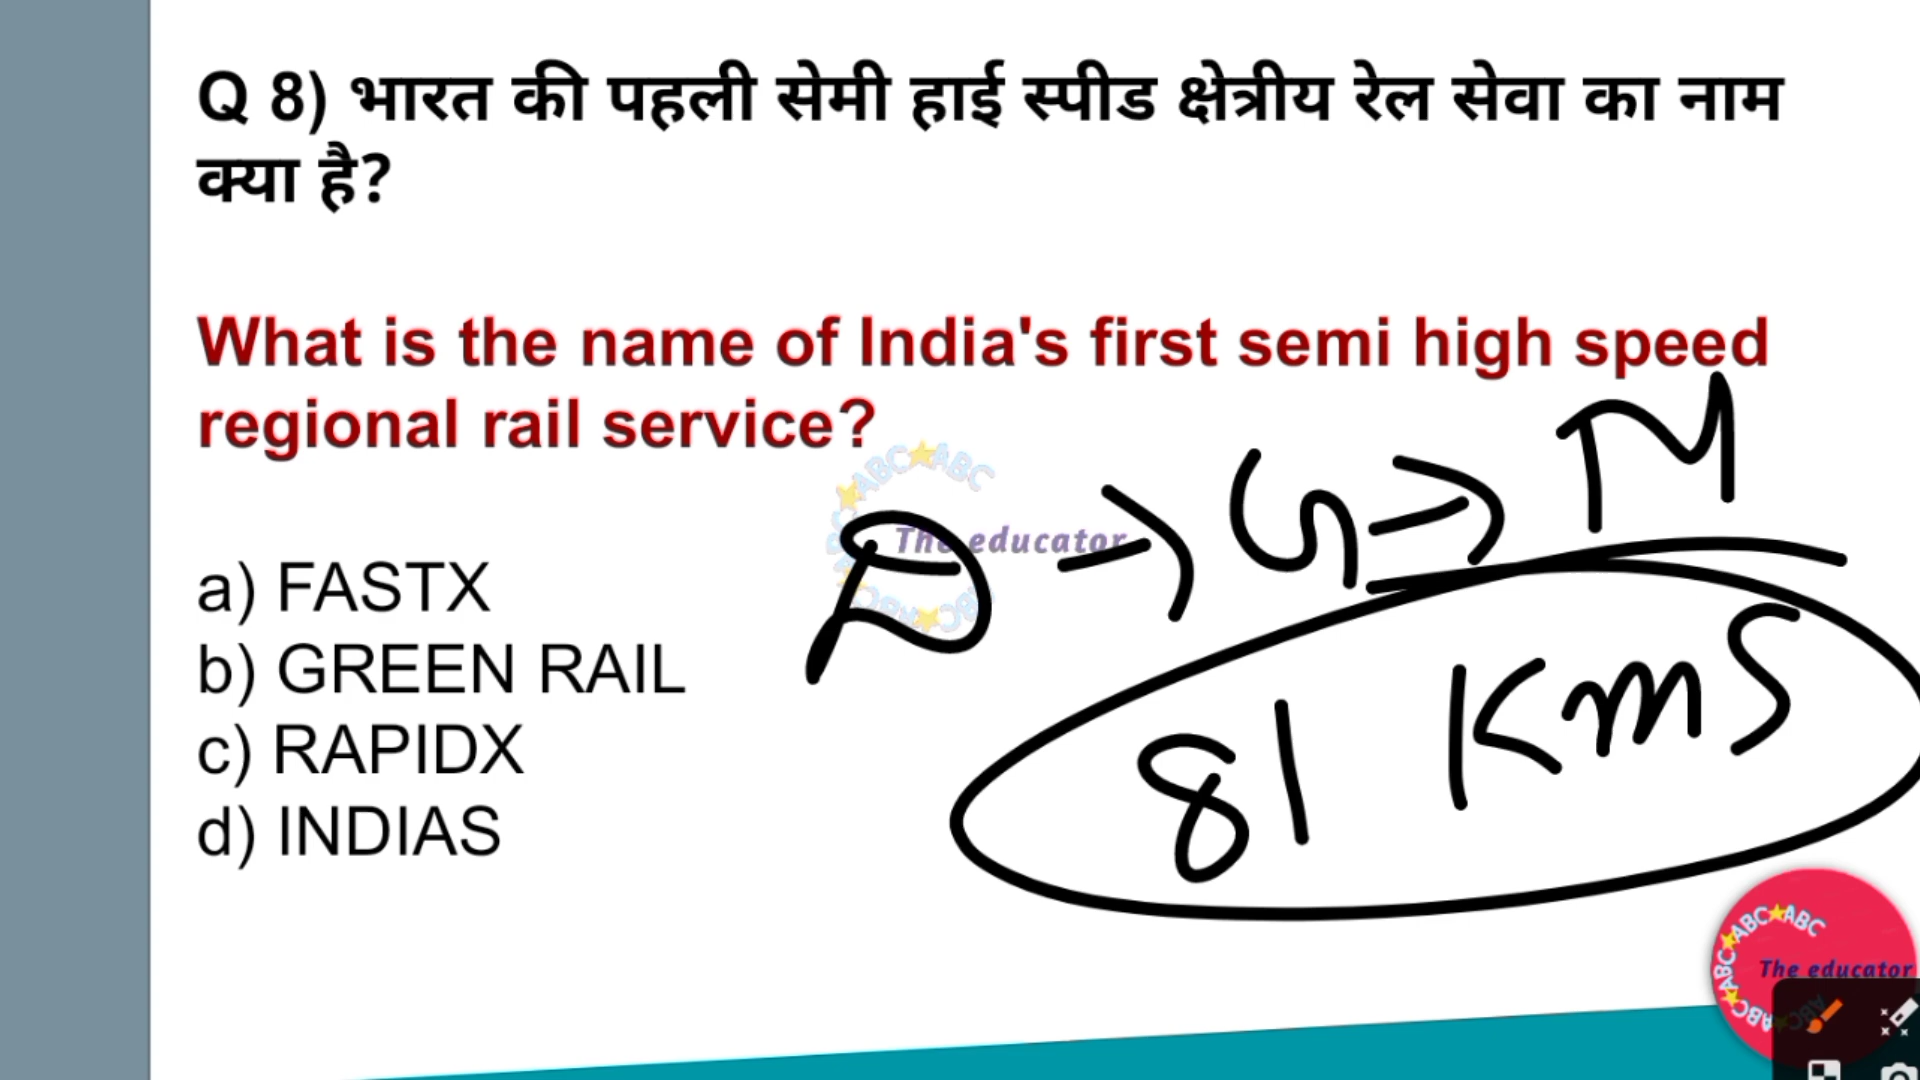 Q 8) भारत की पहली सेमी हाई स्पीड क्षेत्रीय रेल सेवा का नाम
क्या है?
What is the name of India's first semi high speed
regional rail service?
ABC★ABC
The educator
D → G → M
81 Kms
a) FASTX
b) GREEN RAIL
c) RAPIDX
d) INDIAS
ABC★ABC
The educator